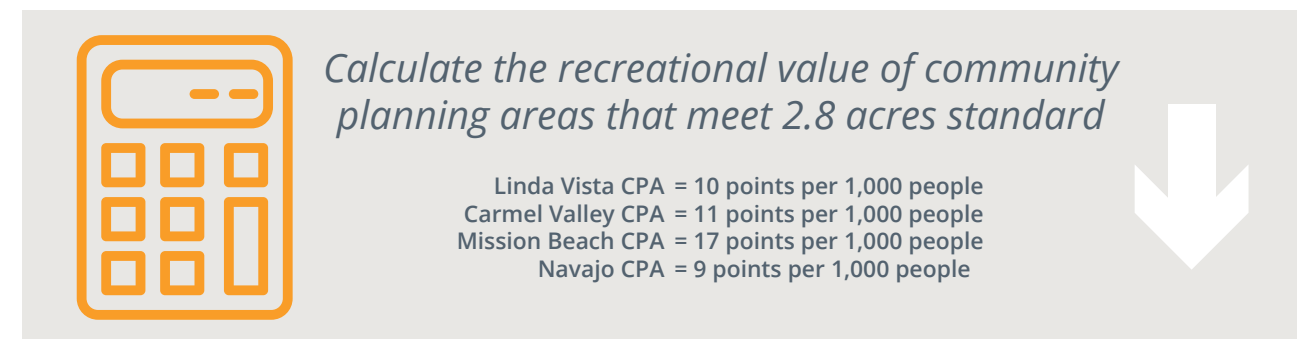 Calculate the recreational value of community
planning areas that meet 2.8 acres standard
Linda Vista CPA = 10 points per 1,000 people
Carmel Valley CPA = 11 points per 1,000 people
Mission Beach CPA = 17 points per 1,000 people
Navajo CPA = 9 points per 1,000 people